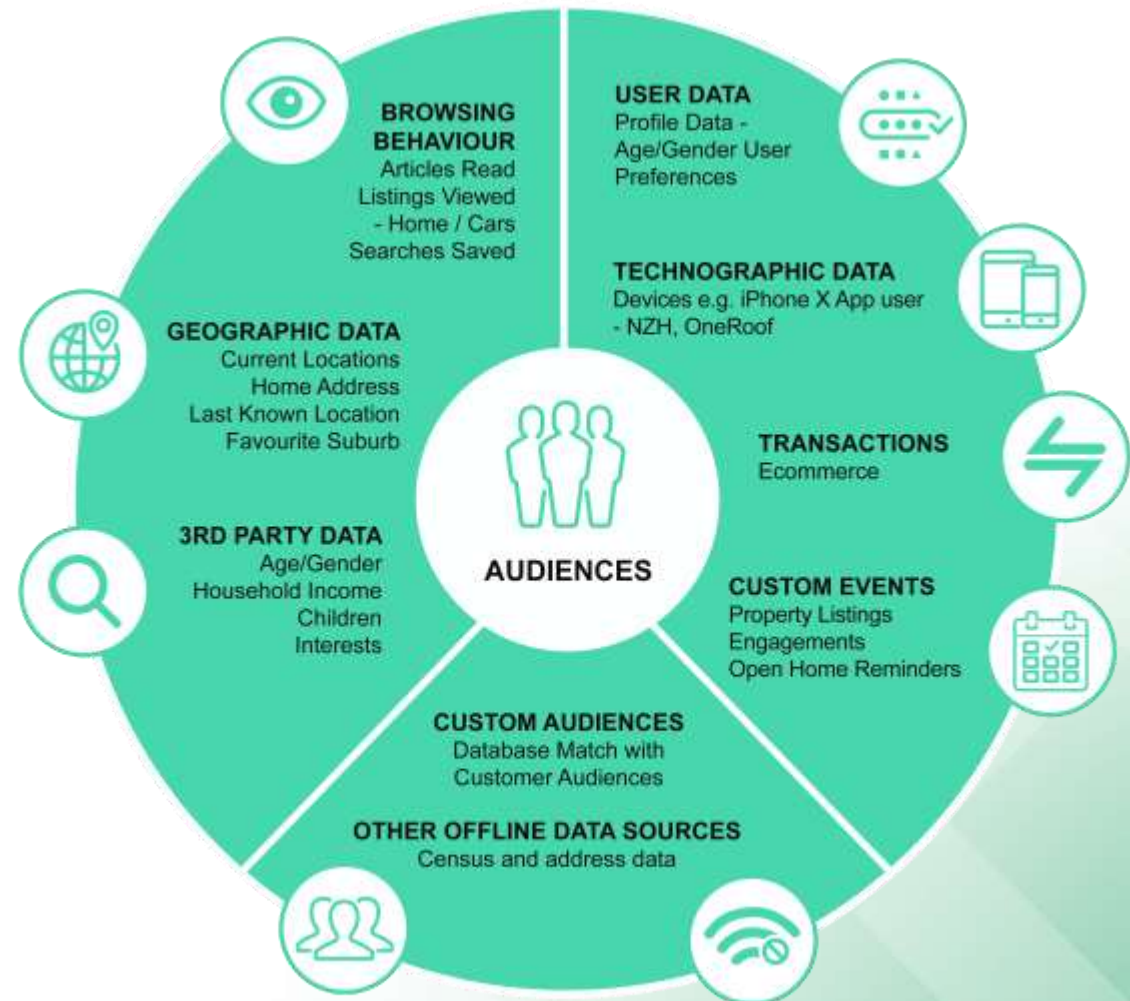 BROWSING
BEHAVIOUR
Articles Read
Listings Viewed
- Home / Cars
Searches Saved
GEOGRAPHIC DATA
Current Locations
Home Address
Last Known Location
Favourite Suburb
3RD PARTY DATA
Age/Gender
Household Income
Children
Interests
USER DATA
Profile Data -
Age/Gender User
Preferences
TECHNOGRAPHIC DATA
Devices e.g. iPhone X App user
- NZH, OneRoof
TRANSACTIONS
Ecommerce
CUSTOM EVENTS
Property Listings
Engagements
Open Home Reminders
AUDIENCES
CUSTOM AUDIENCES
Database Match with
Customer Audiences
OTHER OFFLINE DATA SOURCES
Census and address data